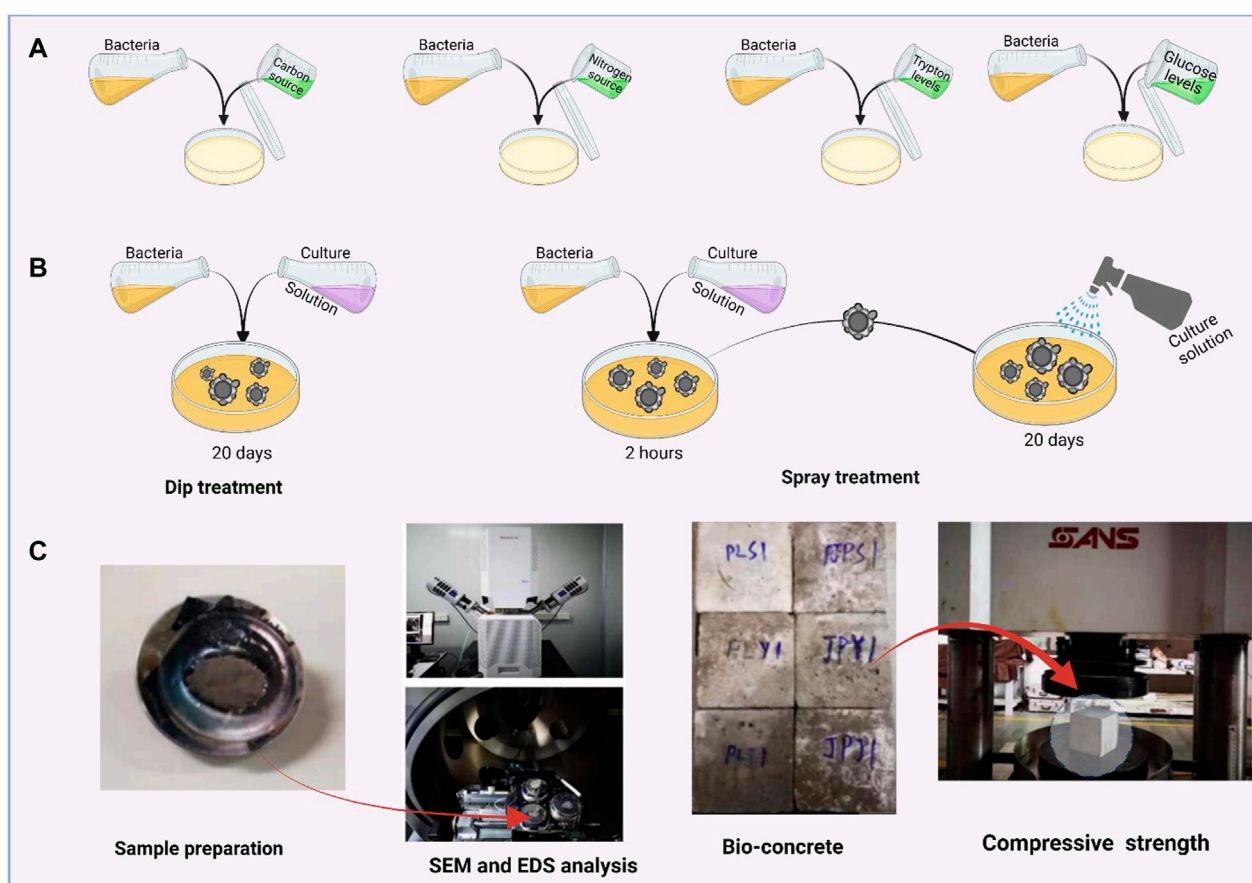 A
Bacteria
Carbon
source
Bacteria
Nitrogen
source
Bacteria
Trypton
levels
Bacteria
Glucose
levels
B
Bacteria
Culture
Solution
20 days
Dip treatment
Bacteria
Culture
Solution
2 hours
Culture
solution
20 days
Spray treatment
C
Sample preparation
SEM and EDS analysis
PLS1
PJPS1
PLY1
JPY1
PLJ1
JPJ1
Bio-concrete
SANS
Compressive strength